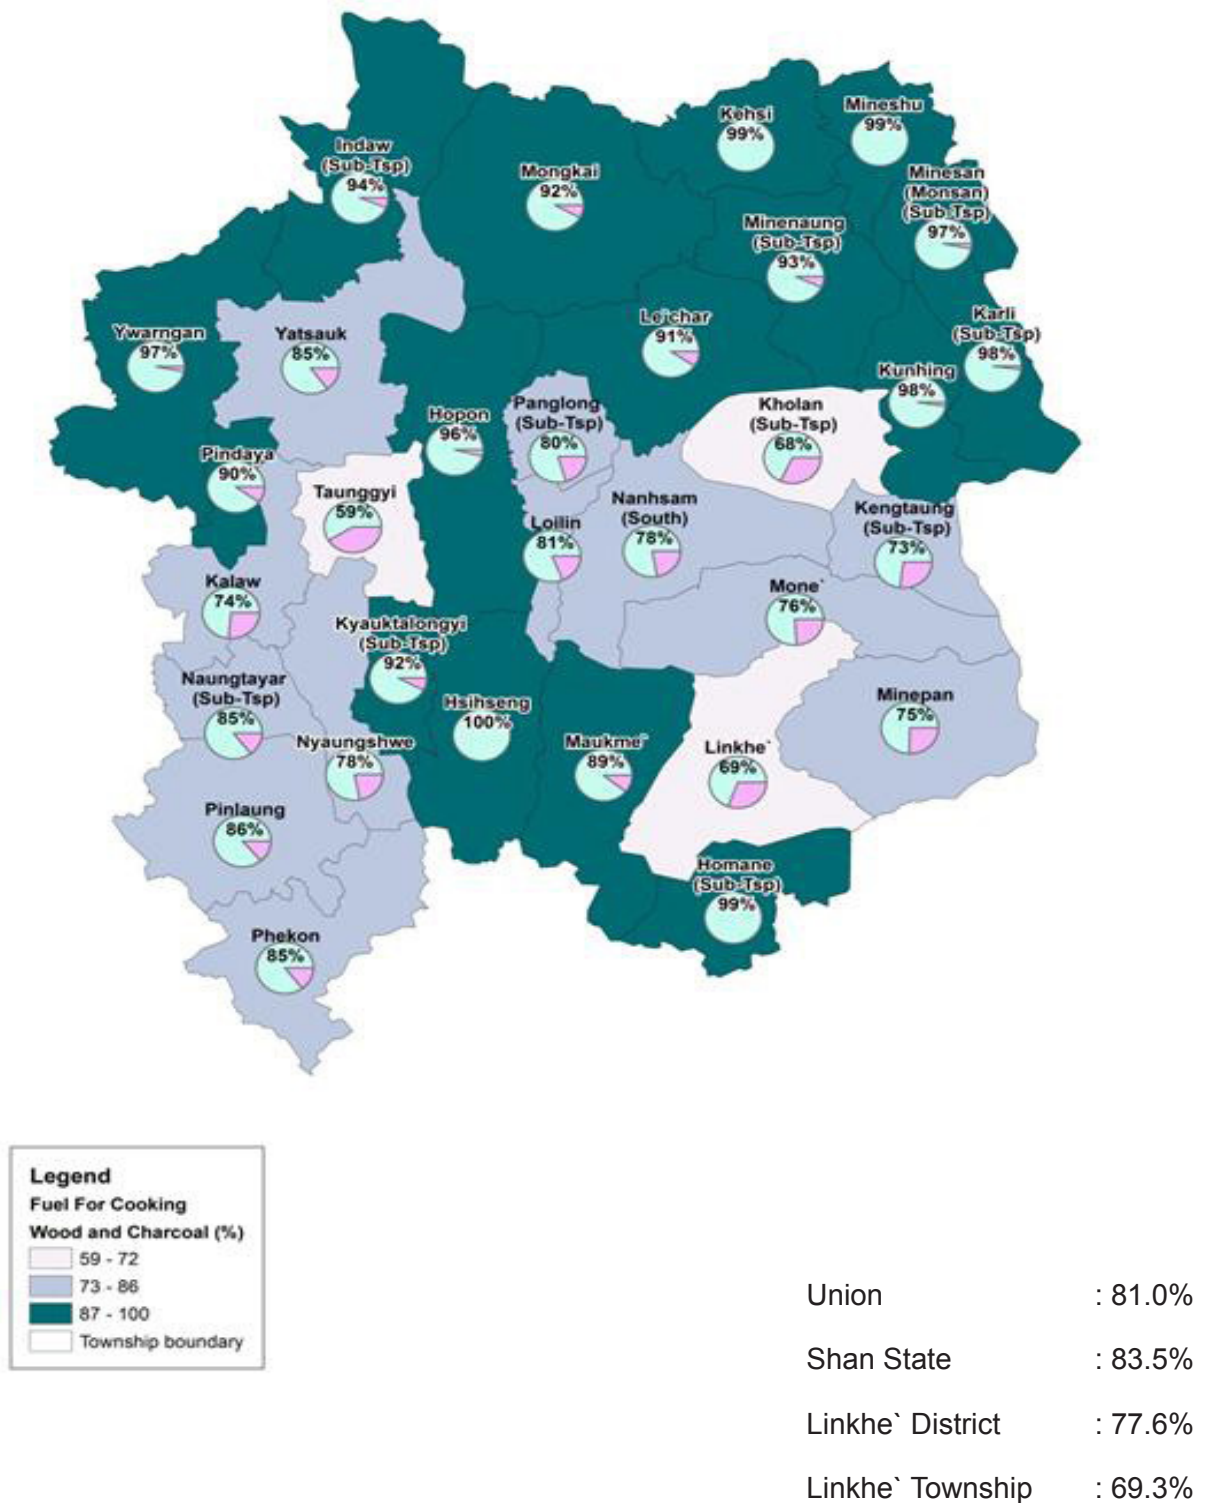 Kehsi
99%
Mineshu
99%
Indaw
(Sub-Tsp)
94%
Mongkai
92%
Minesan
(Monsan)
(Sub Tsp)
97%
Minenaung
(Sub-Tsp)
93%
Ywarngan
97%
Yatsauk
85%
Le`char
91%
Karli
(Sub-Tsp)
98%
Kunhing
98%
Hopon
96%
Panglong
(Sub-Tsp)
80%
Kholan
(Sub-Tsp)
68%
Pindaya
90%
Taunggyi
59%
Loilin
81%
Nanhsam
(South)
78%
Kengtaung
(Sub-Tsp)
73%
Kalaw
74%
Mone`
76%
Kyauktalongyi
(Sub-Tsp)
92%
Naungtayar
(Sub-Tsp)
85%
Hsihseng
100%
Minepan
75%
Nyaungshwe
78%
Maukme`
89%
Linkhe`
69%
Pinlaung
86%
Homane
(Sub-Tsp)
99%
Phekon
85%
Legend
Fuel For Cooking
Wood and Charcoal (%)
59 - 72
73 - 86
87 - 100
Township boundary
Union : 81.0%
Shan State : 83.5%
Linkhe` District : 77.6%
Linkhe` Township : 69.3%